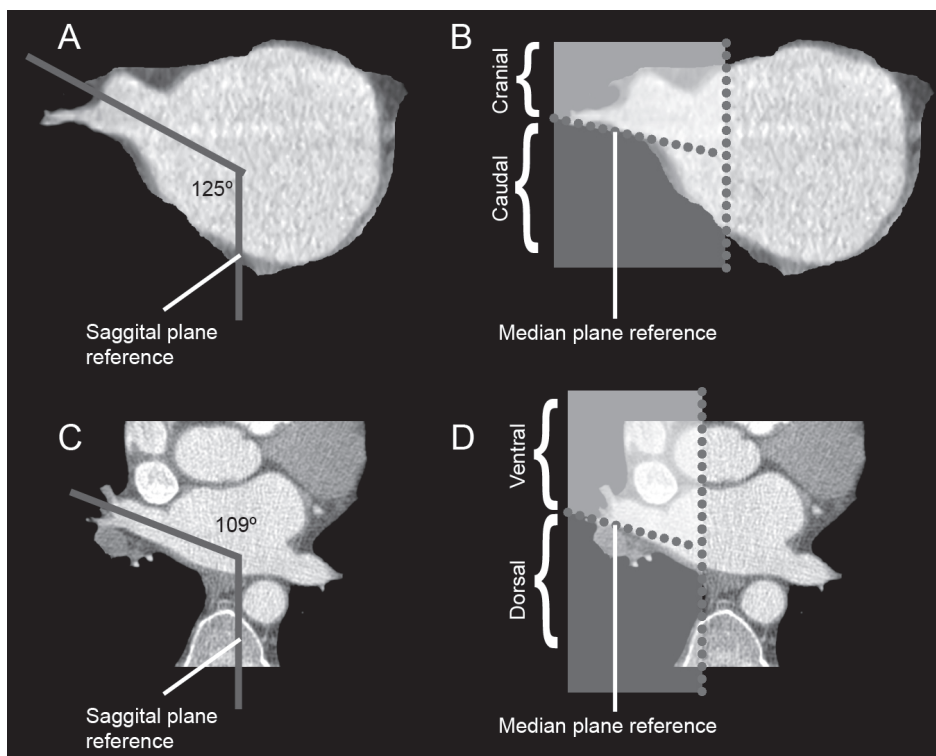 A
125º
Saggital plane
reference
B
Cranial
Caudal
Median plane reference
C
109º
Saggital plane
reference
D
Ventral
Dorsal
Median plane reference